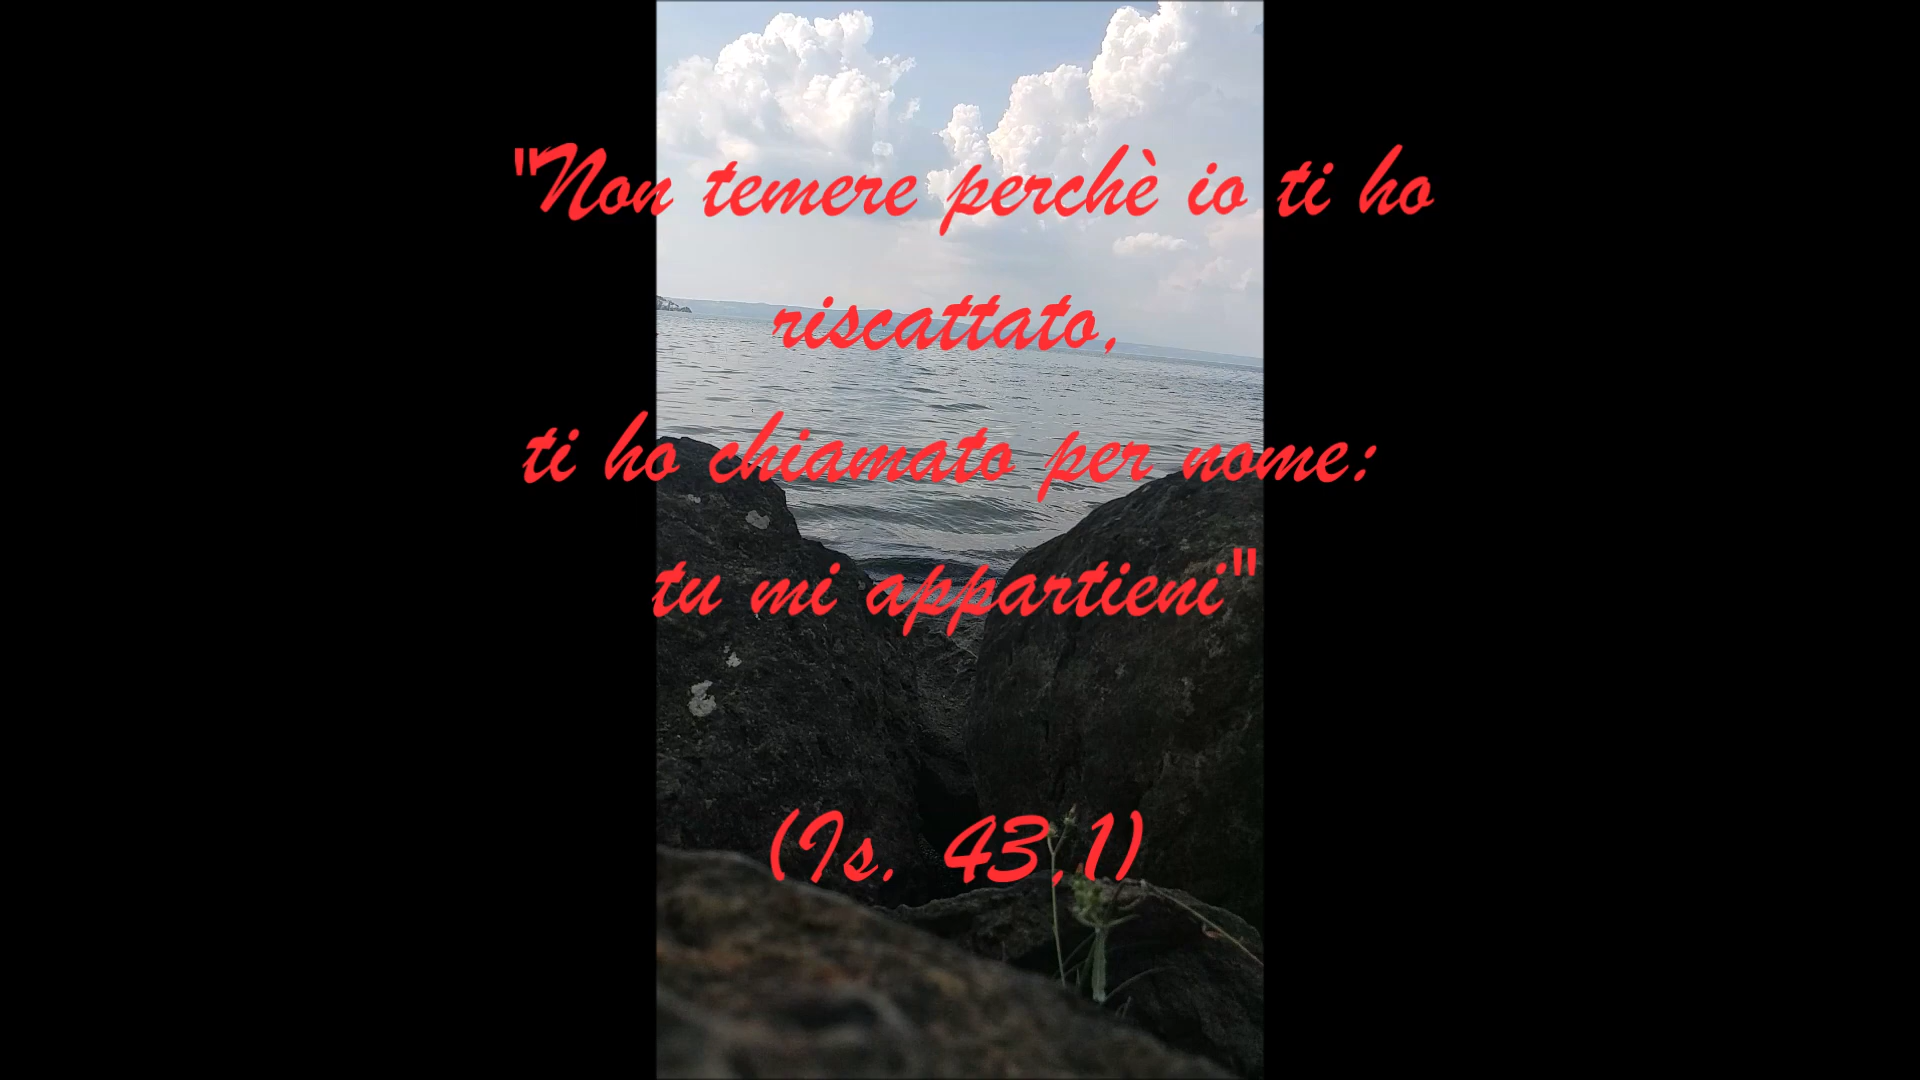 "Non temere perchè io ti ho
riscattato,
ti ho chiamato per nome:
tu mi appartieni"
(Is. 43,1)